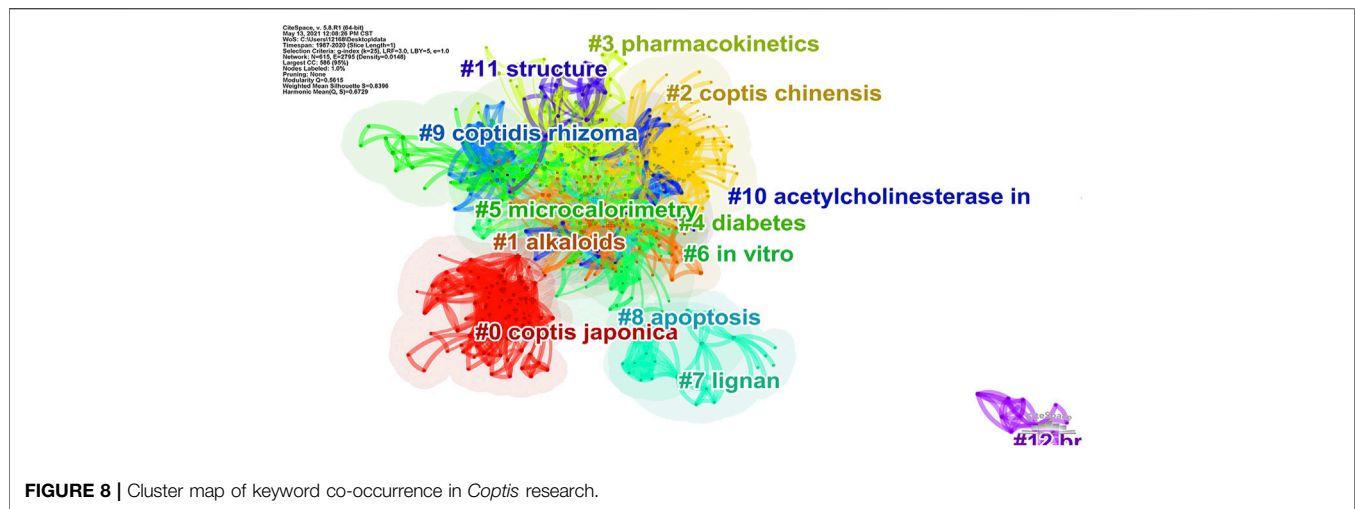 CiteSpace, v. 5.8.R1 (64-bit)
May 13, 2021 12:08:26 PM CST
WoS: C:\Users\12168\Desktop\data
Timespan: 1987-2020 (Slice Length=1)
Selection Criteria: g-index (k=25), LRF=3.0, LBY=5, e=1.0
Network: N=615, E=2795 (Density=0.0148)
Largest CC: 586 (95%)
Nodes Labeled: 1.0%
Pruning: None
Modularity Q=0.5615
Weighted Mean Silhouette S=0.8396
Harmonic Mean(Q, S)=0.6729
#3 pharmacokinetics
#11 structure
#2 coptis chinensis
#9 coptidis rhizoma
#10 acetylcholinesterase in
#5 microcalorimetry
#4 diabetes
#1 alkaloids
#6 in vitro
#8 apoptosis
#0 coptis japonica
#7 lignan
CiteSpace
#12 br
FIGURE 8 | Cluster map of keyword co-occurrence in Coptis research.